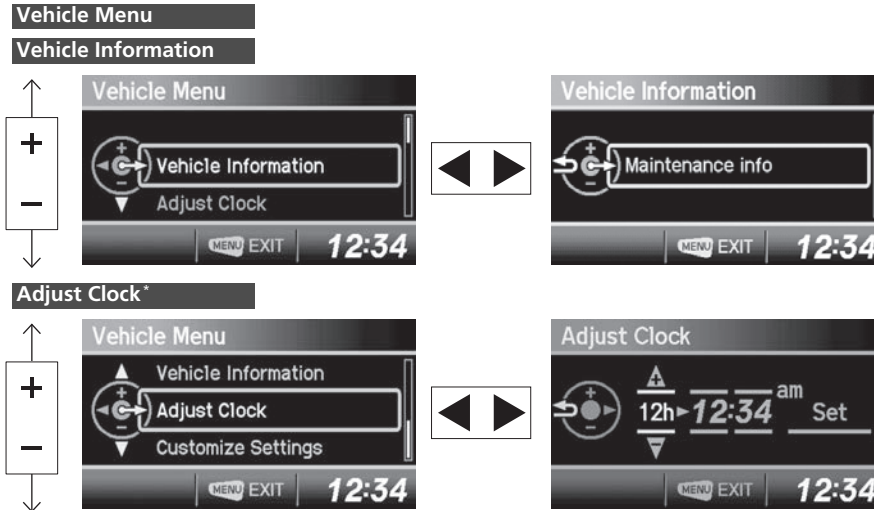 Vehicle Menu
Vehicle Information
Vehicle Menu
+
−
Vehicle Information
Adjust Clock
MENU EXIT
12:34
Vehicle Information
Maintenance info
MENU EXIT
12:34
Adjust Clock*
Vehicle Menu
+
−
Vehicle Information
Adjust Clock
Customize Settings
MENU EXIT
12:34
Adjust Clock
12h 12:34 am Set
MENU EXIT
12:34